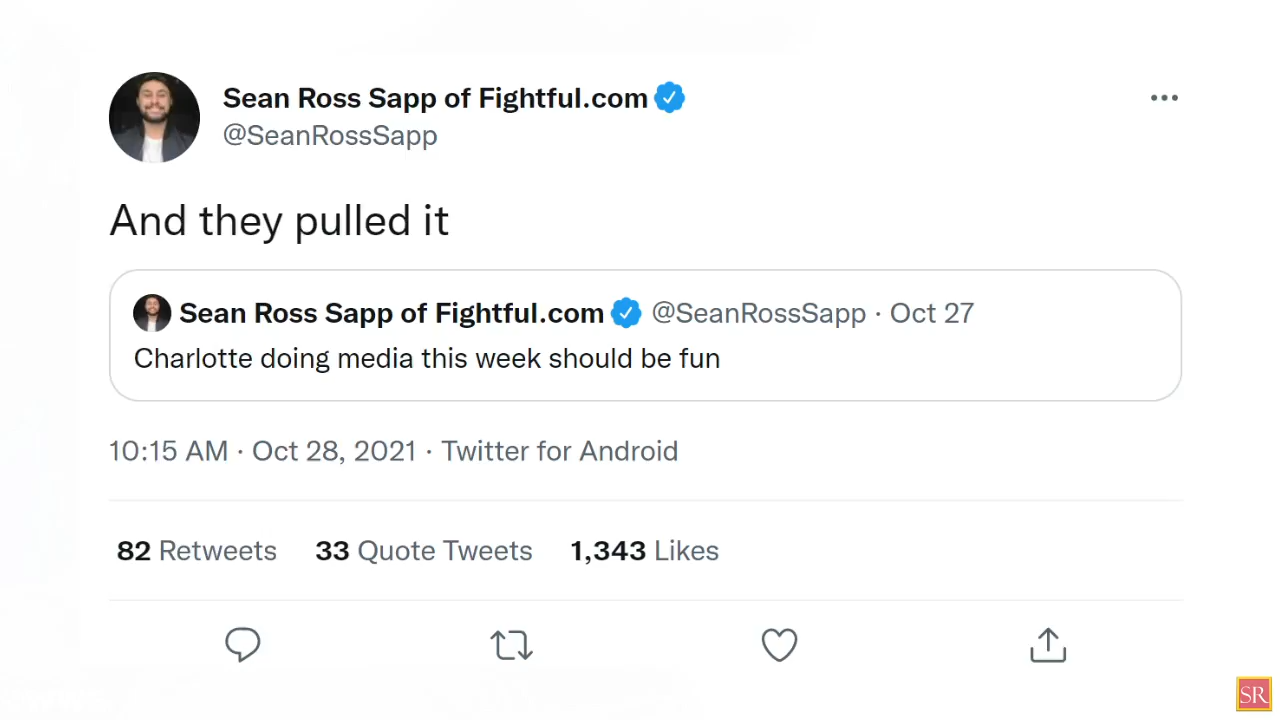 Sean Ross Sapp of Fightful.com
@SeanRossSapp
And they pulled it
Sean Ross Sapp of Fightful.com @SeanRossSapp · Oct 27
Charlotte doing media this week should be fun
10:15 AM · Oct 28, 2021 · Twitter for Android
82 Retweets 33 Quote Tweets 1,343 Likes
SR